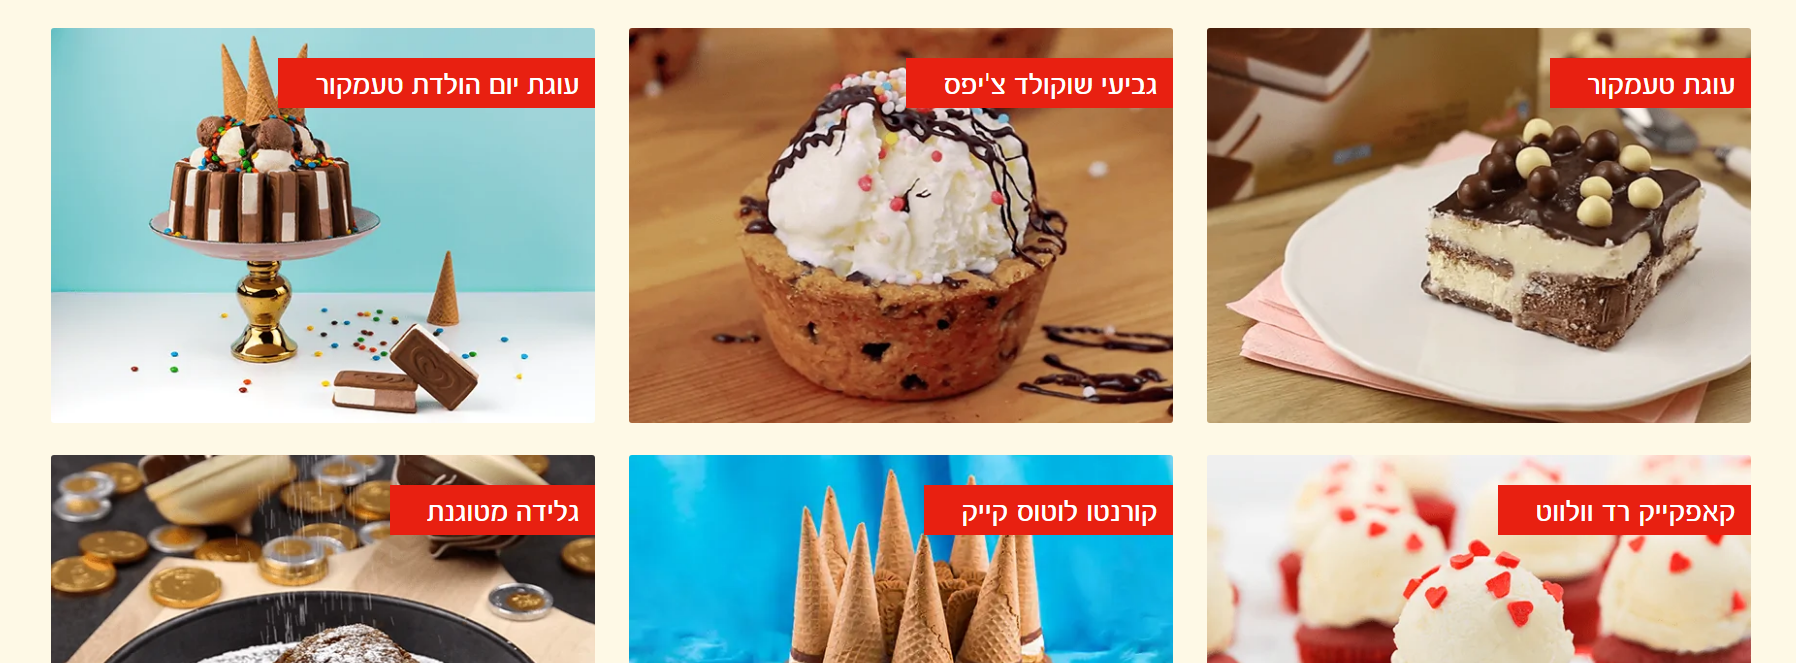 עוגת טעמקור
גביעי שוקולד צ'יפס
עוגת יום הולדת טעמקור
קאפקייק רד וולווט
קורנטו לוטוס קייק
גלידה מטוגנת